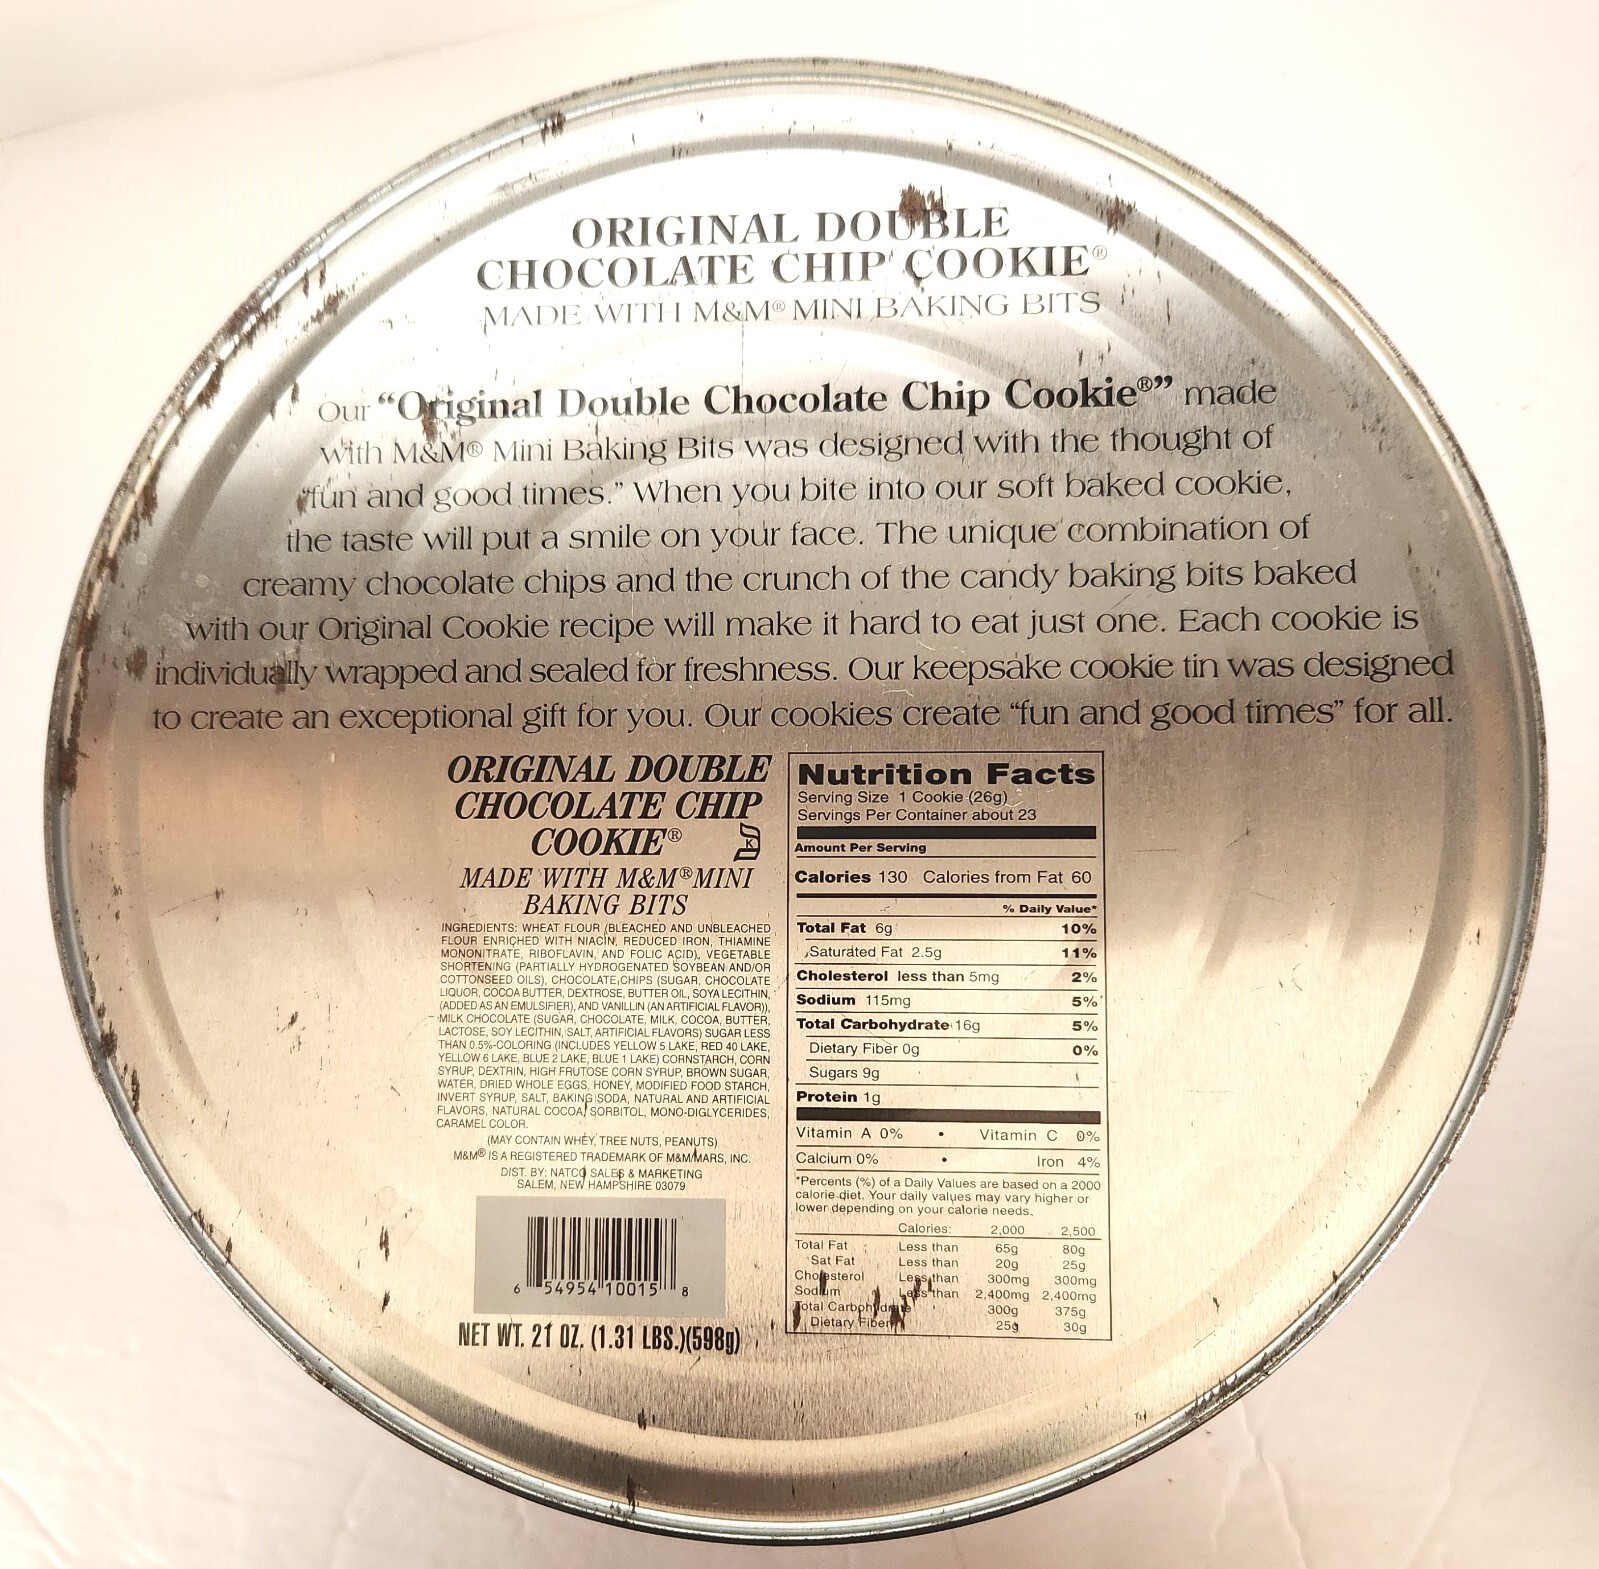 ORIGINAL DOUBLE
CHOCOLATE CHIP COOKIE®
MADE WITH M&M® MINI BAKING BITS
Our “Original Double Chocolate Chip Cookie®” made
with M&M® Mini Baking Bits was designed with the thought of
“fun and good times.” When you bite into our soft baked cookie,
the taste will put a smile on your face. The unique combination of
creamy chocolate chips and the crunch of the candy baking bits baked
with our Original Cookie recipe will make it hard to eat just one. Each cookie is
individually wrapped and sealed for freshness. Our keepsake cookie tin was designed
to create an exceptional gift for you. Our cookies create “fun and good times” for all.
ORIGINAL DOUBLE
CHOCOLATE CHIP
COOKIE®
K
MADE WITH M&M® MINI
BAKING BITS
INGREDIENTS: WHEAT FLOUR (BLEACHED AND UNBLEACHED
FLOUR ENRICHED WITH NIACIN, REDUCED IRON, THIAMINE
MONONITRATE, RIBOFLAVIN, AND FOLIC ACID), VEGETABLE
SHORTENING (PARTIALLY HYDROGENATED SOYBEAN AND/OR
COTTONSEED OILS), CHOCOLATE CHIPS (SUGAR, CHOCOLATE
LIQUOR, COCOA BUTTER, DEXTROSE, BUTTER OIL, SOYA LECITHIN,
(ADDED AS AN EMULSIFIER), AND VANILLIN (AN ARTIFICIAL FLAVOR)),
MILK CHOCOLATE (SUGAR, CHOCOLATE, MILK, COCOA, BUTTER,
LACTOSE, SOY LECITHIN, SALT, ARTIFICIAL FLAVORS) SUGAR LESS
THAN 0.5%-COLORING (INCLUDES YELLOW 5 LAKE, RED 40 LAKE,
YELLOW 6 LAKE, BLUE 2 LAKE, BLUE 1 LAKE) CORNSTARCH, CORN
SYRUP, DEXTRIN, HIGH FRUTOSE CORN SYRUP, BROWN SUGAR,
WATER, DRIED WHOLE EGGS, HONEY, MODIFIED FOOD STARCH,
INVERT SYRUP, SALT, BAKING SODA, NATURAL AND ARTIFICIAL
FLAVORS, NATURAL COCOA, SORBITOL, MONO-DIGLYCERIDES,
CARAMEL COLOR.
(MAY CONTAIN WHEY, TREE NUTS, PEANUTS)
M&M® IS A REGISTERED TRADEMARK OF M&M/MARS, INC.
DIST. BY: NATCO SALES & MARKETING
SALEM, NEW HAMPSHIRE 03079
6 54954 10015 8
NET WT. 21 OZ. (1.31 LBS.)(598g)
Nutrition Facts
Serving Size 1 Cookie (26g)
Servings Per Container about 23
Amount Per Serving
Calories 130 Calories from Fat 60
% Daily Value*
Total Fat 6g 10%
Saturated Fat 2.5g 11%
Cholesterol less than 5mg 2%
Sodium 115mg 5%
Total Carbohydrate 16g 5%
Dietary Fiber 0g 0%
Sugars 9g
Protein 1g
Vitamin A 0% • Vitamin C 0%
Calcium 0% • Iron 4%
*Percents (%) of a Daily Values are based on a 2000
calorie diet. Your daily values may vary higher or
lower depending on your calorie needs.
Calories: 2,000 2,500
Total Fat Less than 65g 80g
Sat Fat Less than 20g 25g
Cholesterol Less than 300mg 300mg
Sodium Less than 2,400mg 2,400mg
Total Carbohydrate 300g 375g
Dietary Fiber 25g 30g